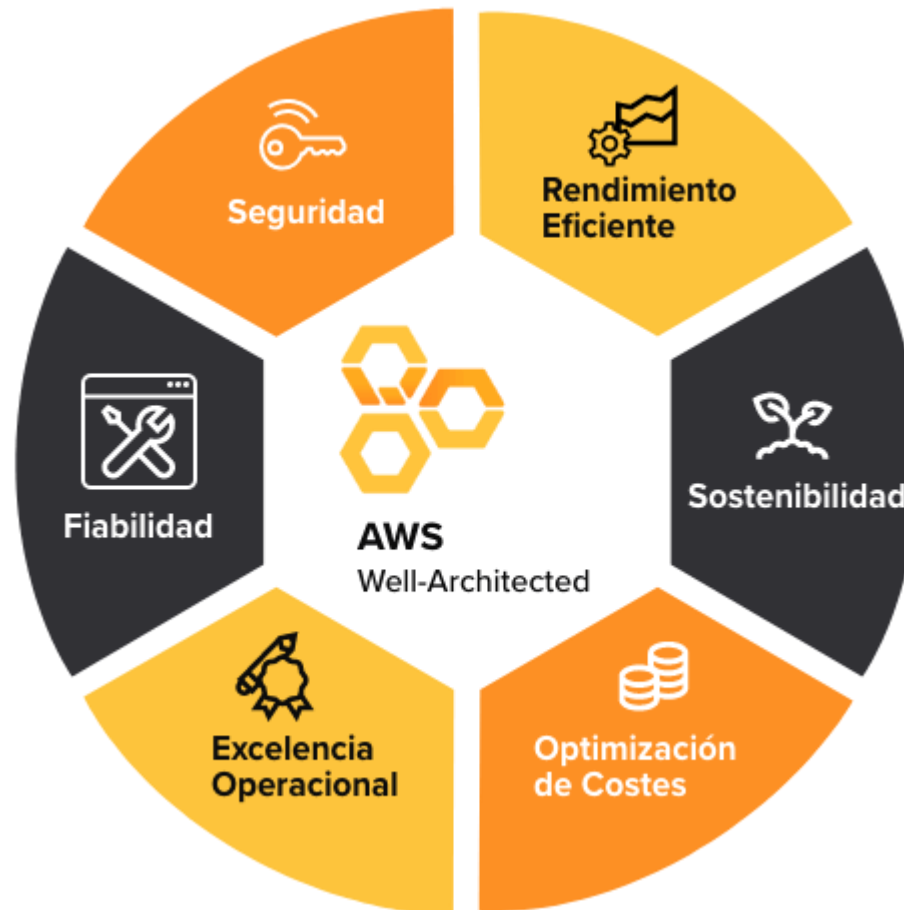 Seguridad
Rendimiento
Eficiente
Fiabilidad
AWS
Well-Architected
Sostenibilidad
Excelencia
Operacional
Optimización
de Costes